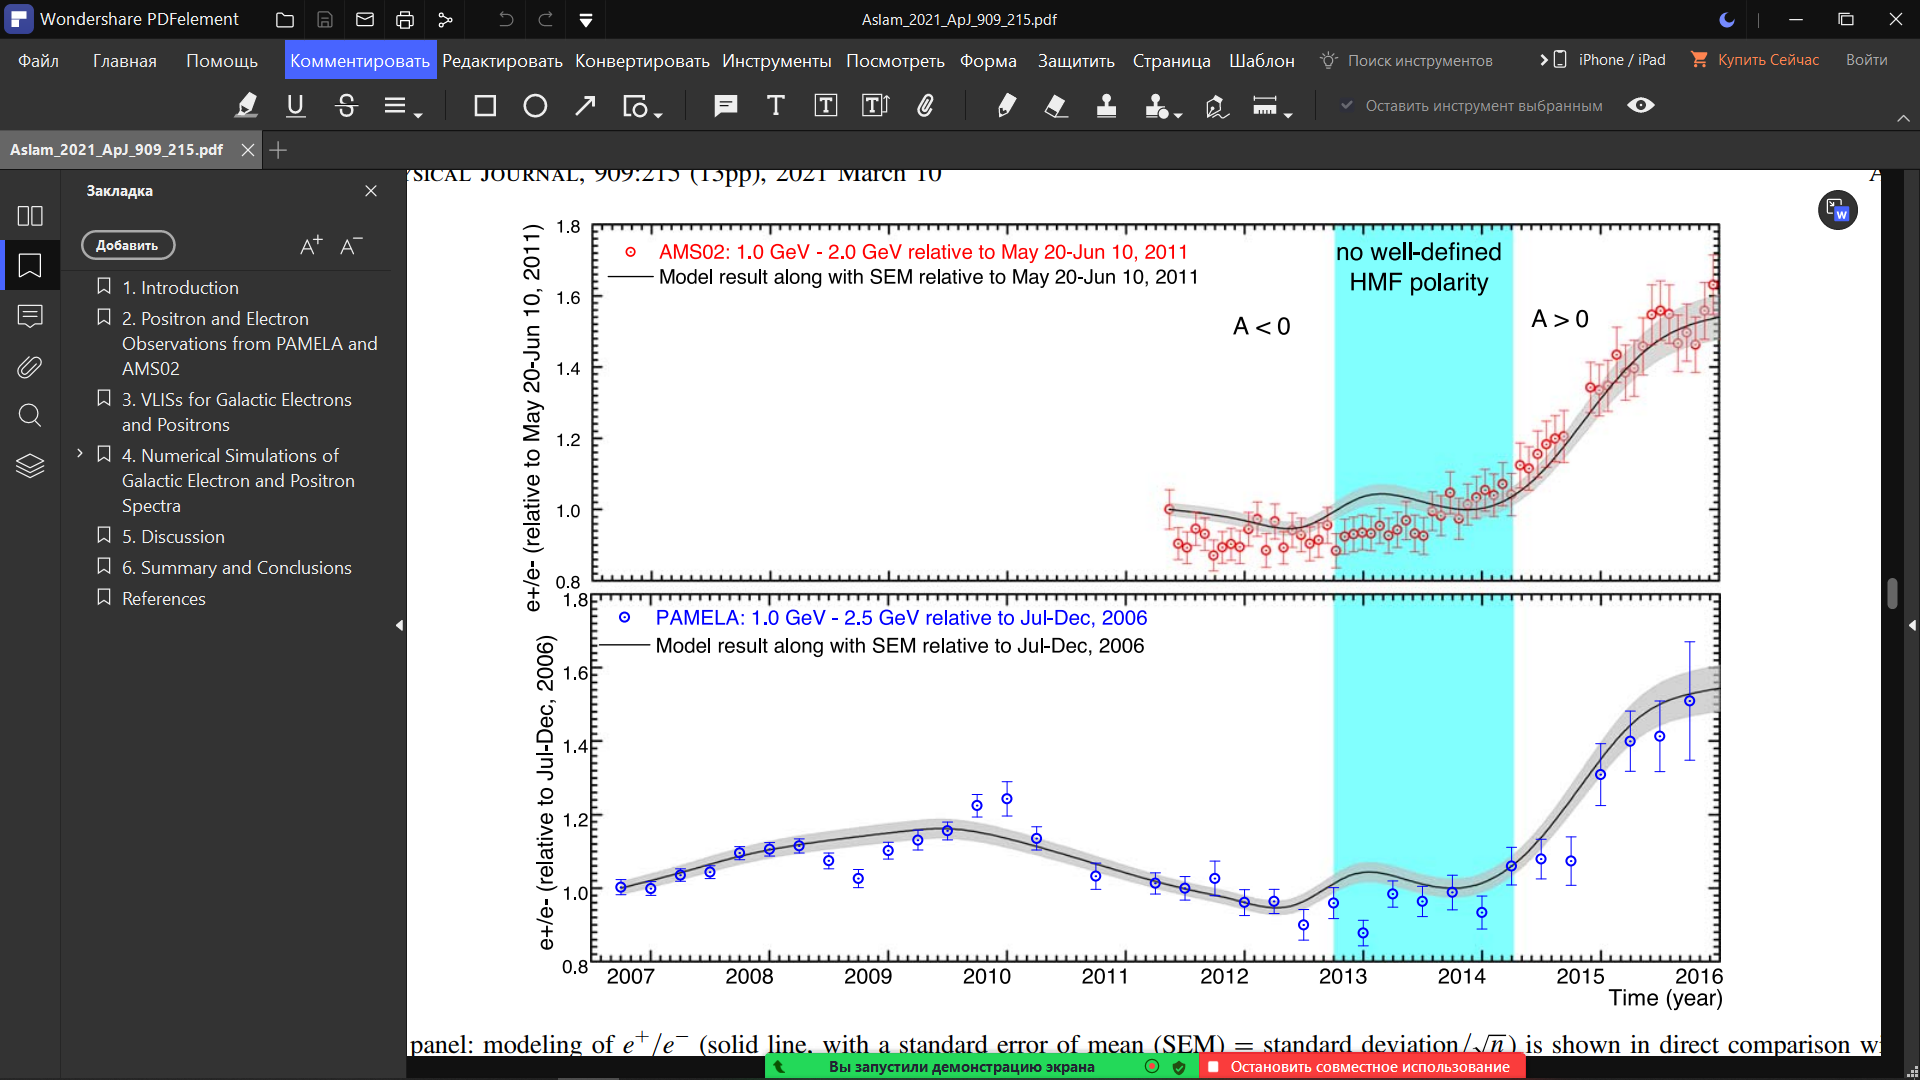 Wondershare PDFelement
Aslam_2021_ApJ_909_215.pdf
Файл Главная Помощь Комментировать Редактировать Конвертировать Инструменты Посмотреть Форма Защитить Страница Шаблон Поиск инструментов iPhone / iPad Купить Сейчас Войти
Оставить инструмент выбранным
Aslam_2021_ApJ_909_215.pdf
Закладка
Добавить
A+ A−
1. Introduction
2. Positron and Electron
Observations from PAMELA and
AMS02
3. VLISs for Galactic Electrons
and Positrons
4. Numerical Simulations of
Galactic Electron and Positron
Spectra
5. Discussion
6. Summary and Conclusions
References
SICAL JOURNAL, 909:215 (13pp), 2021 March 10
e+/e- (relative to May 20-Jun 10, 2011)
1.8
1.6
1.4
1.2
1.0
0.8
AMS02: 1.0 GeV - 2.0 GeV relative to May 20-Jun 10, 2011
Model result along with SEM relative to May 20-Jun 10, 2011
no well-defined
HMF polarity
A < 0
A > 0
e+/e- (relative to Jul-Dec, 2006)
1.8
1.6
1.4
1.2
1.0
0.8
PAMELA: 1.0 GeV - 2.5 GeV relative to Jul-Dec, 2006
Model result along with SEM relative to Jul-Dec, 2006
2007 2008 2009 2010 2011 2012 2013 2014 2015 2016
Time (year)
panel: modeling of e+/e− (solid line, with a standard error of mean (SEM) = standard deviation/√n) is shown in direct comparison
Вы запустили демонстрацию экрана
Остановить совместное использование